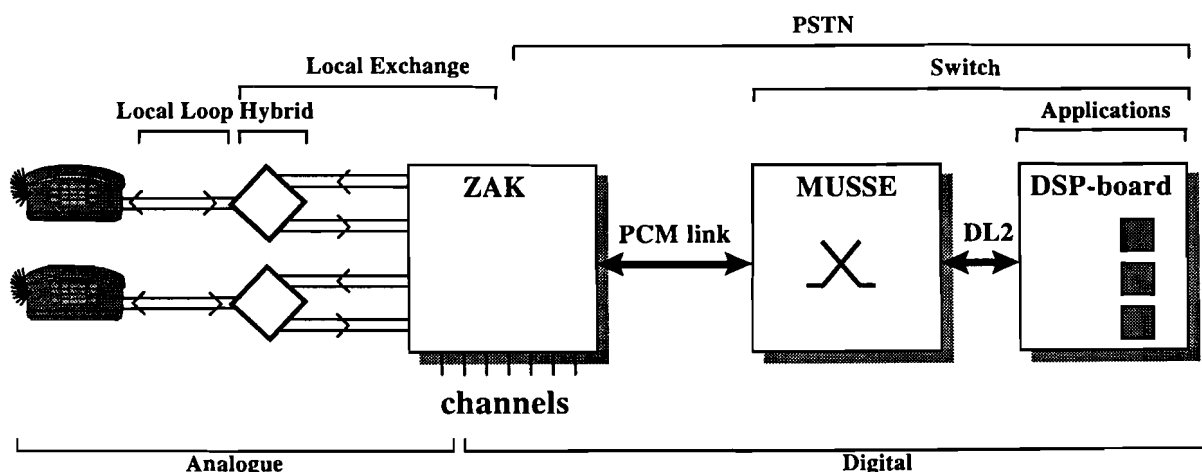 PSTN
Local Exchange
Switch
Local Loop Hybrid
Applications
ZAK
MUSSE
DSP-board
PCM link
DL2
channels
Analogue
Digital